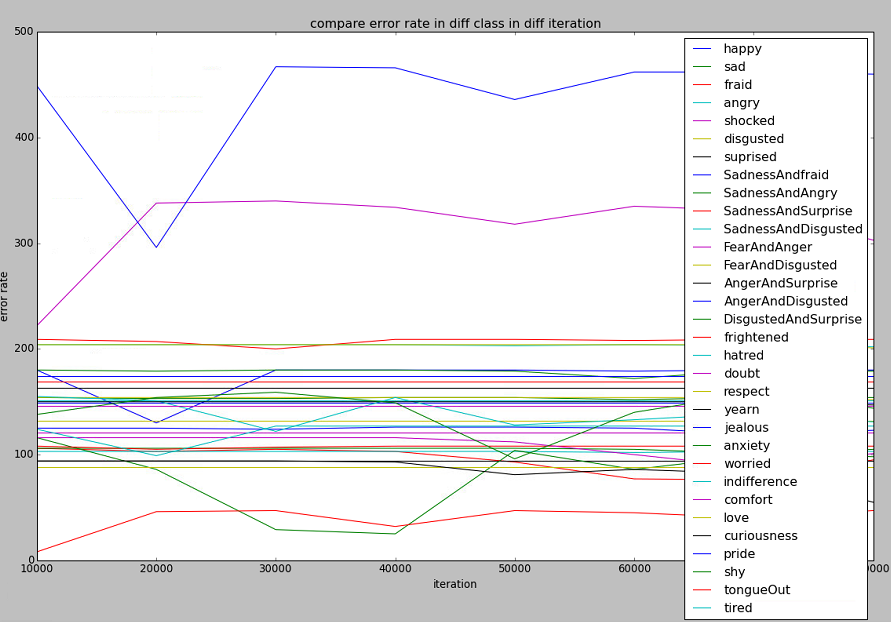 compare error rate in diff class in diff iteration
500
400
300
200
100
0
error rate
10000
20000
30000
40000
50000
60000
0000
iteration
happy
sad
fraid
angry
shocked
disgusted
suprised
SadnessAndfraid
SadnessAndAngry
SadnessAndSurprise
SadnessAndDisgusted
FearAndAnger
FearAndDisgusted
AngerAndSurprise
AngerAndDisgusted
DisgustedAndSurprise
frightened
hatred
doubt
respect
yearn
jealous
anxiety
worried
indifference
comfort
love
curiousness
pride
shy
tongueOut
tired